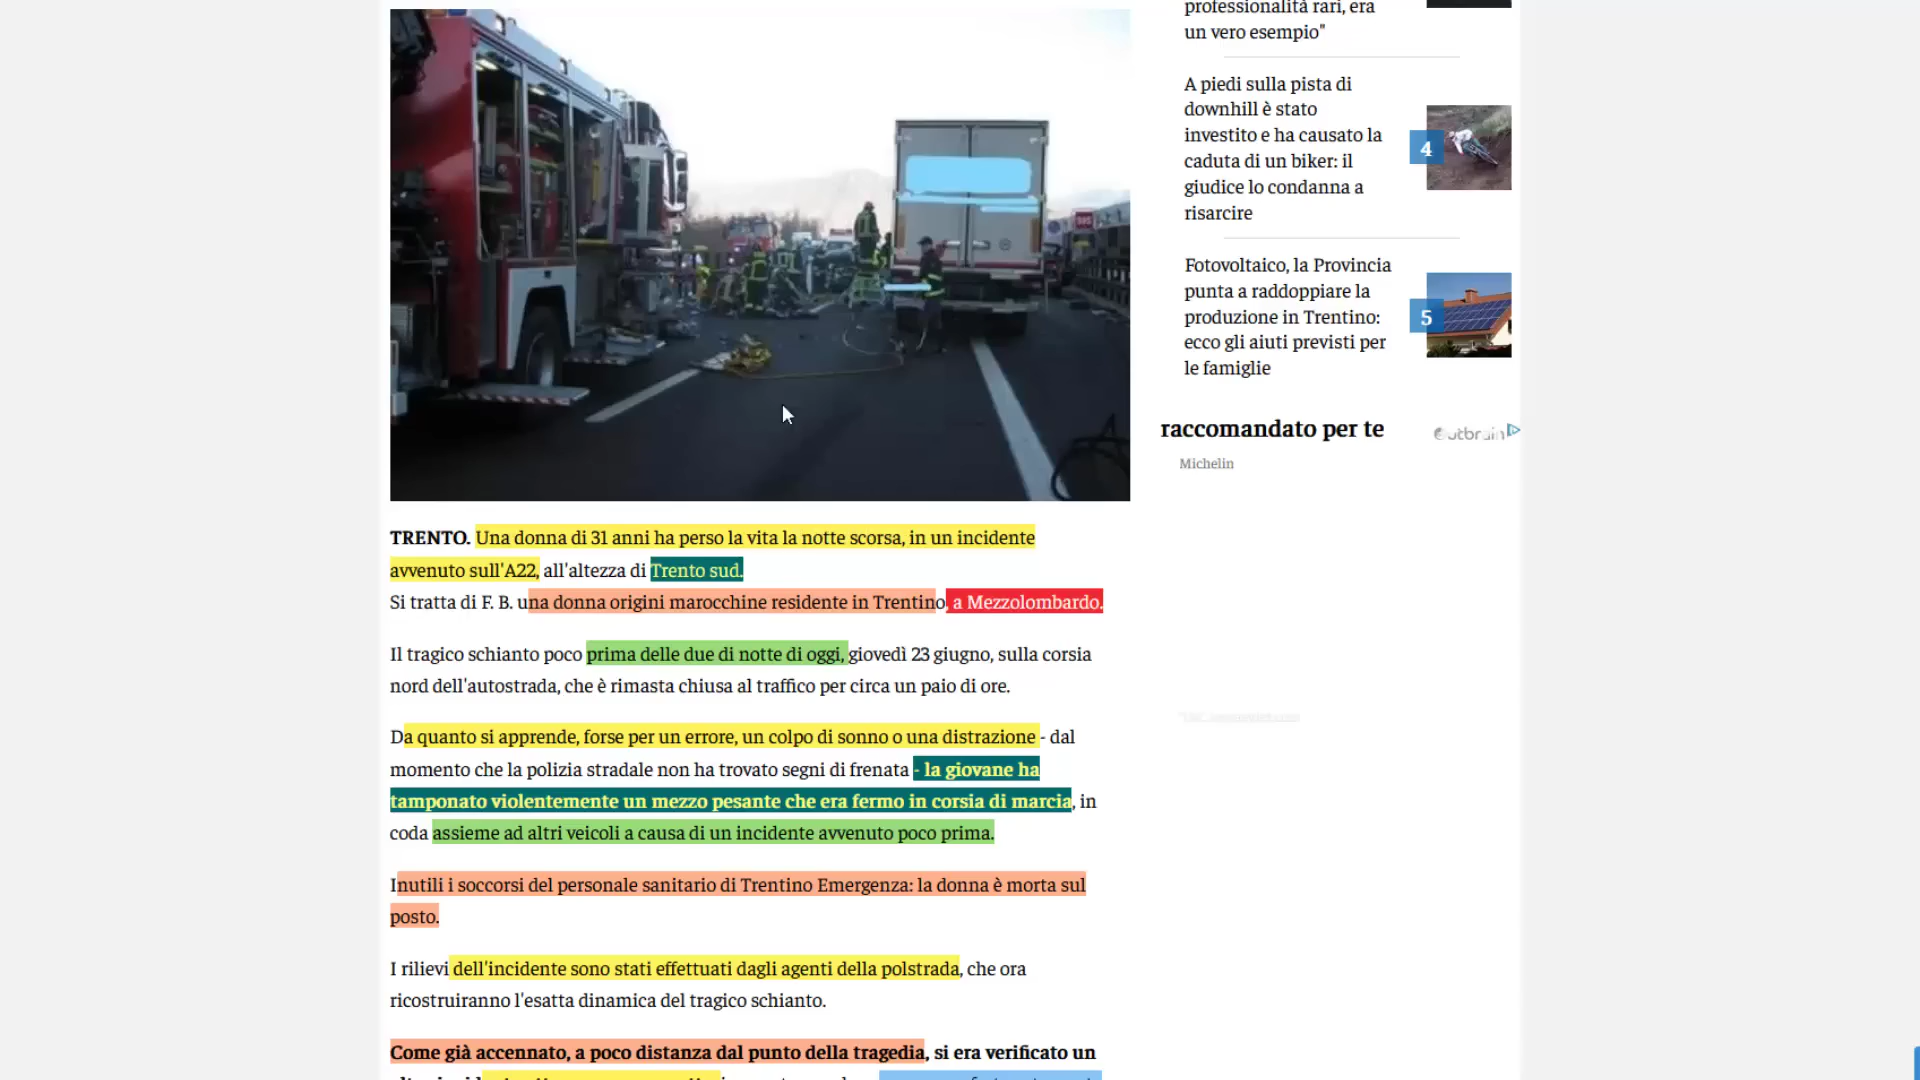 professionalità rari, era
un vero esempio"
A piedi sulla pista di
downhill è stato
investito e ha causato la
caduta di un biker: il
giudice lo condanna a
risarcire
4
Fotovoltaico, la Provincia
punta a raddoppiare la
produzione in Trentino:
ecco gli aiuti previsti per
le famiglie
5
raccomandato per te
Outbrain
Michelin
TRENTO. Una donna di 31 anni ha perso la vita la notte scorsa, in un incidente
avvenuto sull'A22, all'altezza di Trento sud.
Si tratta di F. B. una donna origini marocchine residente in Trentino, a Mezzolombardo.
Il tragico schianto poco prima delle due di notte di oggi, giovedì 23 giugno, sulla corsia
nord dell'autostrada, che è rimasta chiusa al traffico per circa un paio di ore.
Da quanto si apprende, forse per un errore, un colpo di sonno o una distrazione - dal
momento che la polizia stradale non ha trovato segni di frenata - la giovane ha
tamponato violentemente un mezzo pesante che era fermo in corsia di marcia, in
coda assieme ad altri veicoli a causa di un incidente avvenuto poco prima.
Inutili i soccorsi del personale sanitario di Trentino Emergenza: la donna è morta sul
posto.
I rilievi dell'incidente sono stati effettuati dagli agenti della polstrada, che ora
ricostruiranno l'esatta dinamica del tragico schianto.
Come già accennato, a poco distanza dal punto della tragedia, si era verificato un